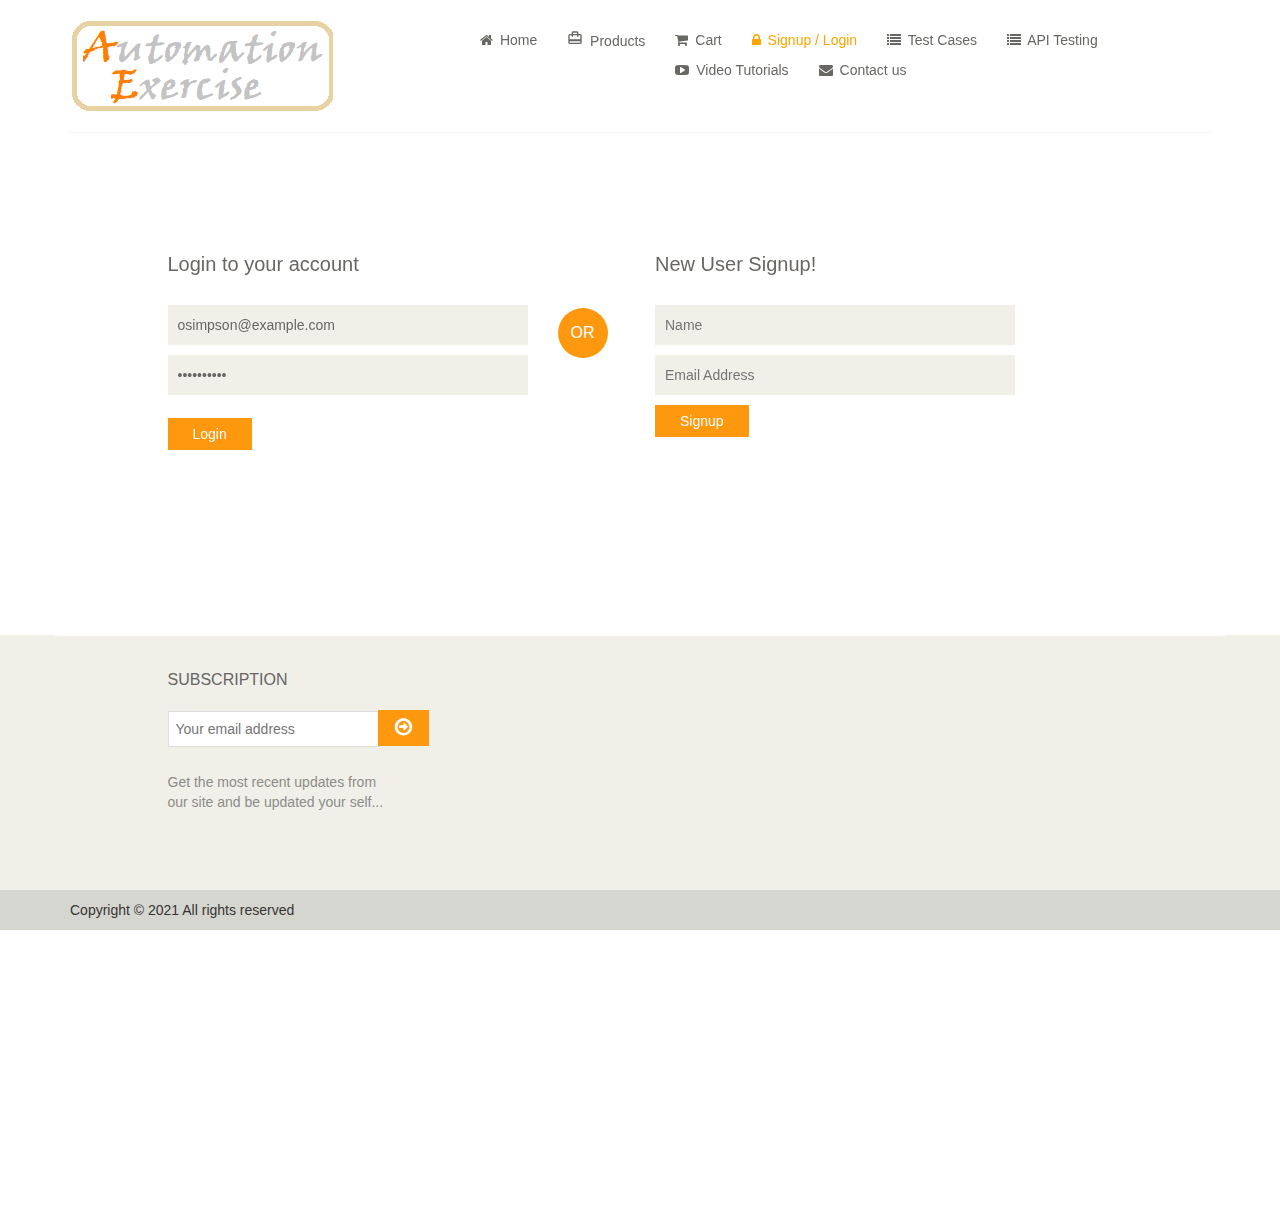 Automation
Exercise
Home
Products
Cart
Signup / Login
Test Cases
API Testing
Video Tutorials
Contact us
Login to your account
New User Signup!
osimpson@example.com
••••••••••
Login
OR
Name
Email Address
Signup
SUBSCRIPTION
Your email address
Get the most recent updates from
our site and be updated your self...
Copyright © 2021 All rights reserved